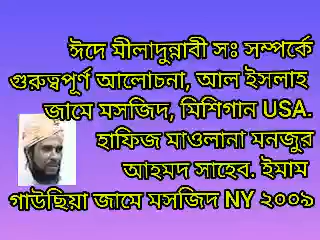 ঈদে মীলাদুন্নাবী সঃ সম্পর্কে
গুরুত্বপূর্ণ আলোচনা, আল ইসলাহ
জামে মসজিদ, মিশিগান USA.
হাফিজ মাওলানা মনজুর
আহমদ সাহেব. ইমাম
গাউছিয়া জামে মসজিদ NY ২০০৯